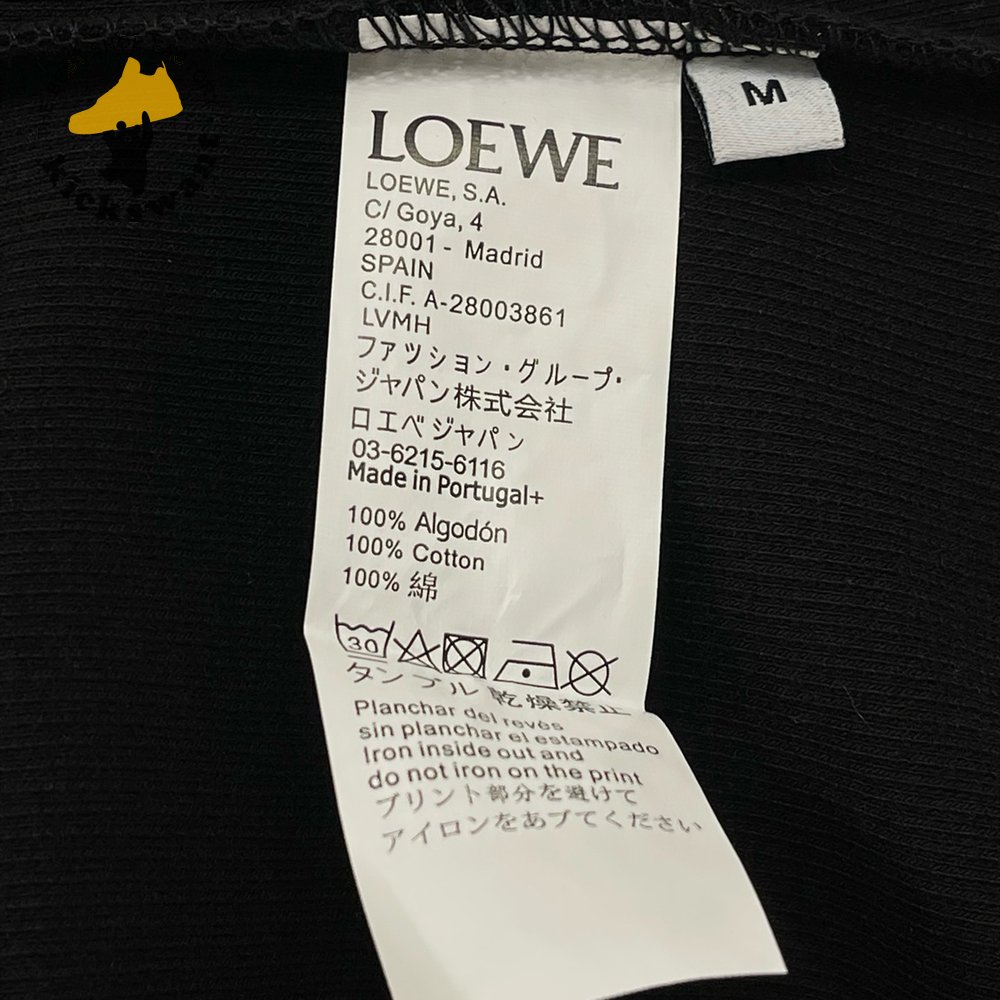 M
LOEWE
LOEWE, S.A.
C/ Goya, 4
28001 - Madrid
SPAIN
C.I.F. A-28003861
LVMH
ファッション・グループ・
ジャパン株式会社
ロエベジャパン
03-6215-6116
Made in Portugal+
100% Algodón
100% Cotton
100% 綿
30
タンブル 乾燥禁止
Planchar del revés
sin planchar el estampado
Iron inside out and
do not iron on the print
プリント部分を避けて
アイロンをあブてください